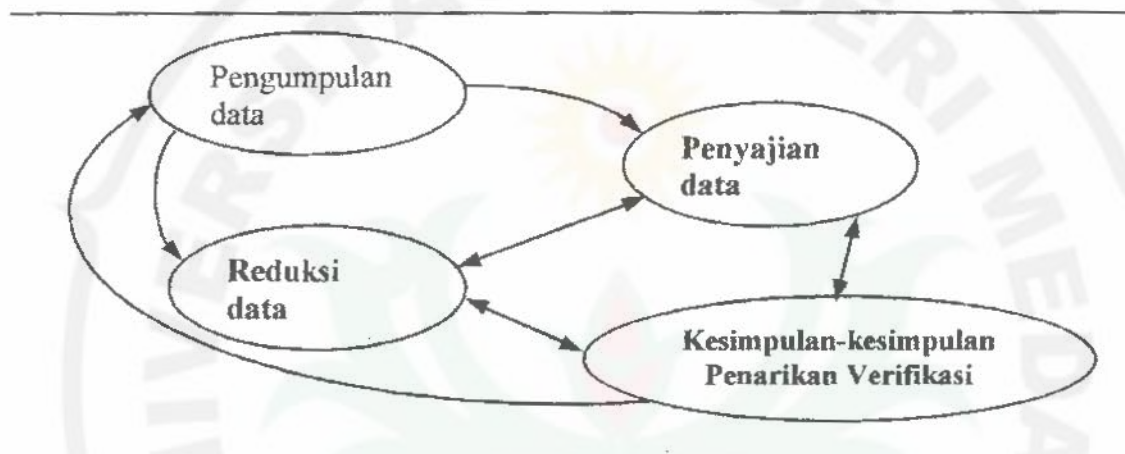 Pengumpulan
data
Penyajian
data
Reduksi
data
Kesimpulan-kesimpulan
Penarikan Verifikasi